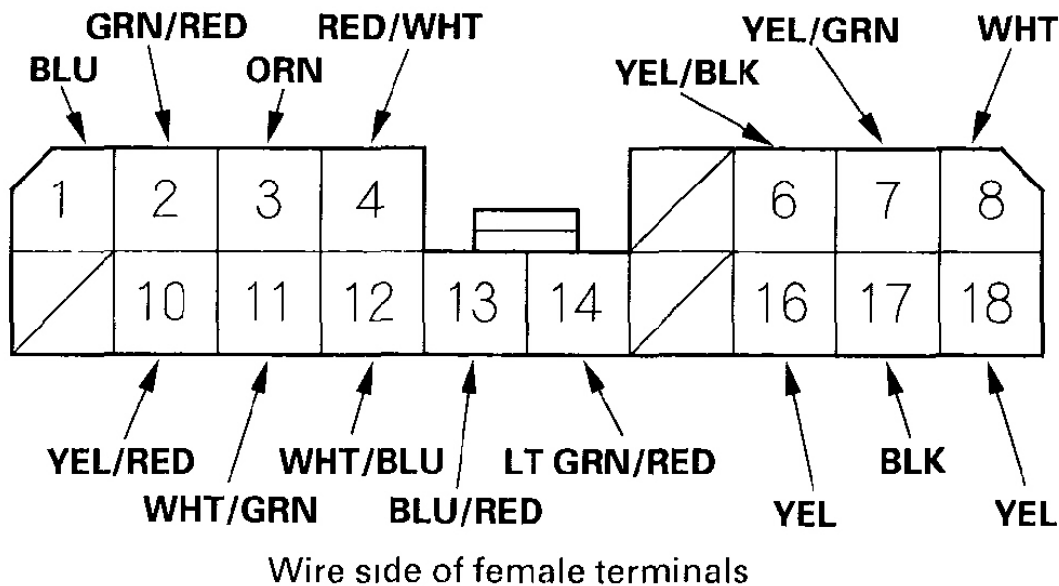 GRN/RED RED/WHT YEL/GRN WHT
BLU ORN YEL/BLK
1 2 3 4 6 7 8
10 11 12 13 14 16 17 18
YEL/RED WHT/BLU LT GRN/RED BLK
WHT/GRN BLU/RED YEL YEL
Wire side of female terminals